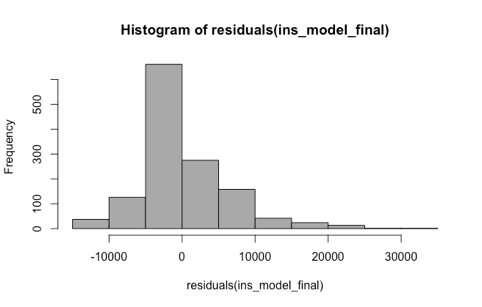 Histogram of residuals(ins_model_final)
Frequency
500
300
100
0
-10000 0 10000 20000 30000
residuals(ins_model_final)